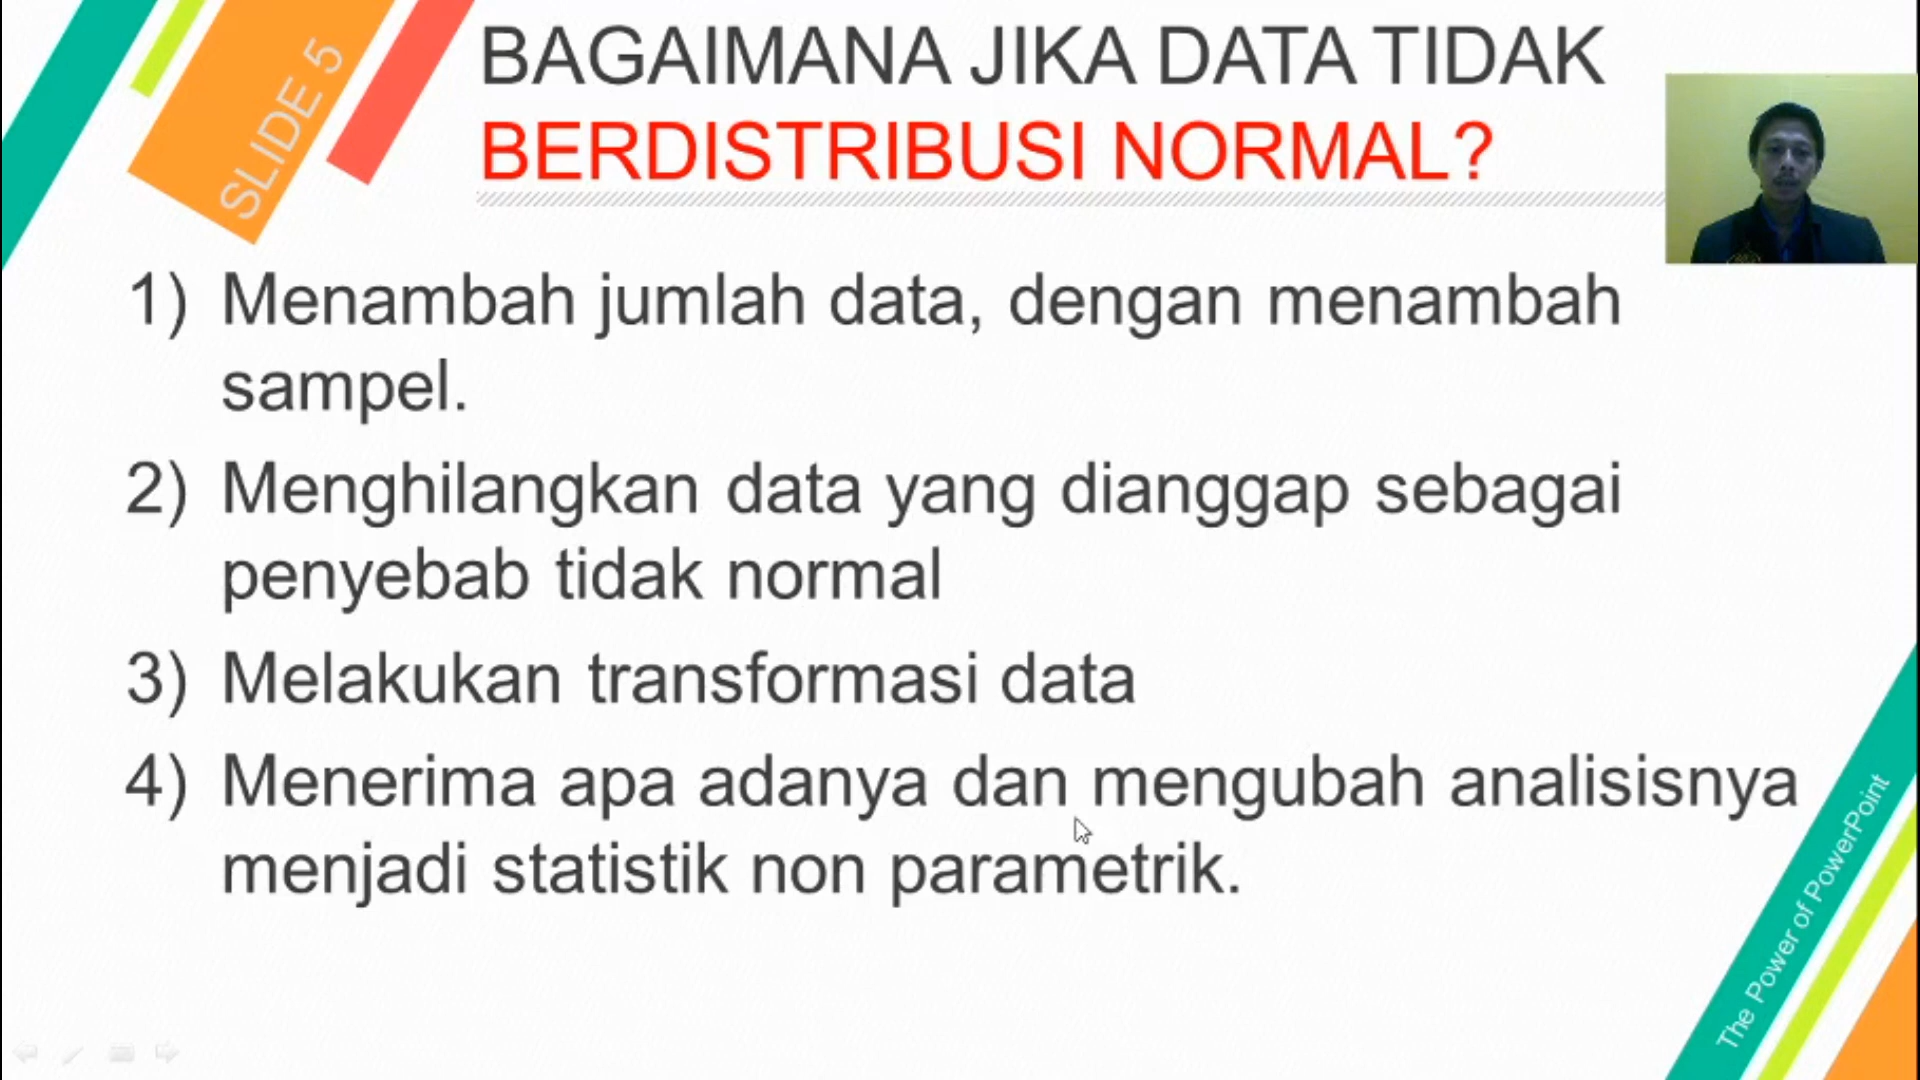 SLIDE 5
BAGAIMANA JIKA DATA TIDAK
BERDISTRIBUSI NORMAL?
1) Menambah jumlah data, dengan menambah
sampel.
2) Menghilangkan data yang dianggap sebagai
penyebab tidak normal
3) Melakukan transformasi data
4) Menerima apa adanya dan mengubah analisisnya
menjadi statistik non parametrik.
The Power of PowerPoint